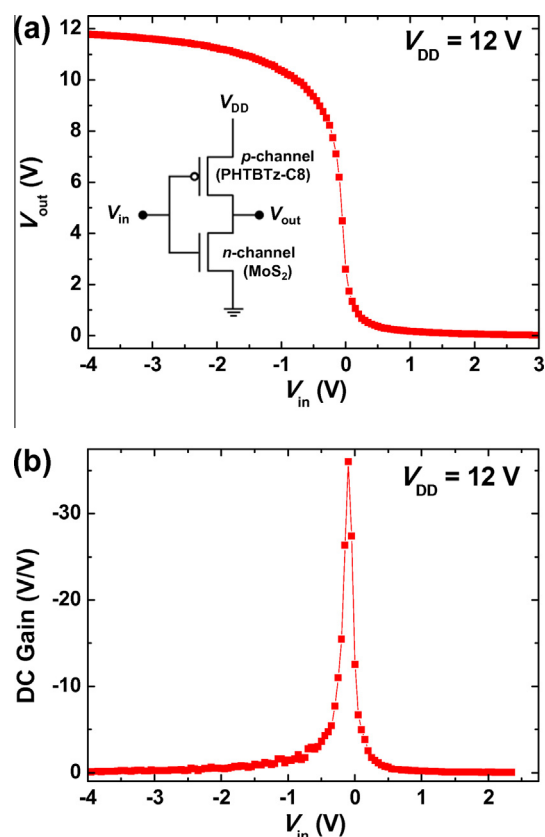 (a)
V_DD = 12 V
V_DD
p-channel
(PHTBTz-C8)
V_in
V_out
n-channel
(MoS₂)
V_out (V)
12
10
8
6
4
2
0
-4 -3 -2 -1 0 1 2 3
V_in (V)
(b)
V_DD = 12 V
DC Gain (V/V)
-30
-20
-10
0
-4 -3 -2 -1 0 1 2 3
V_in (V)